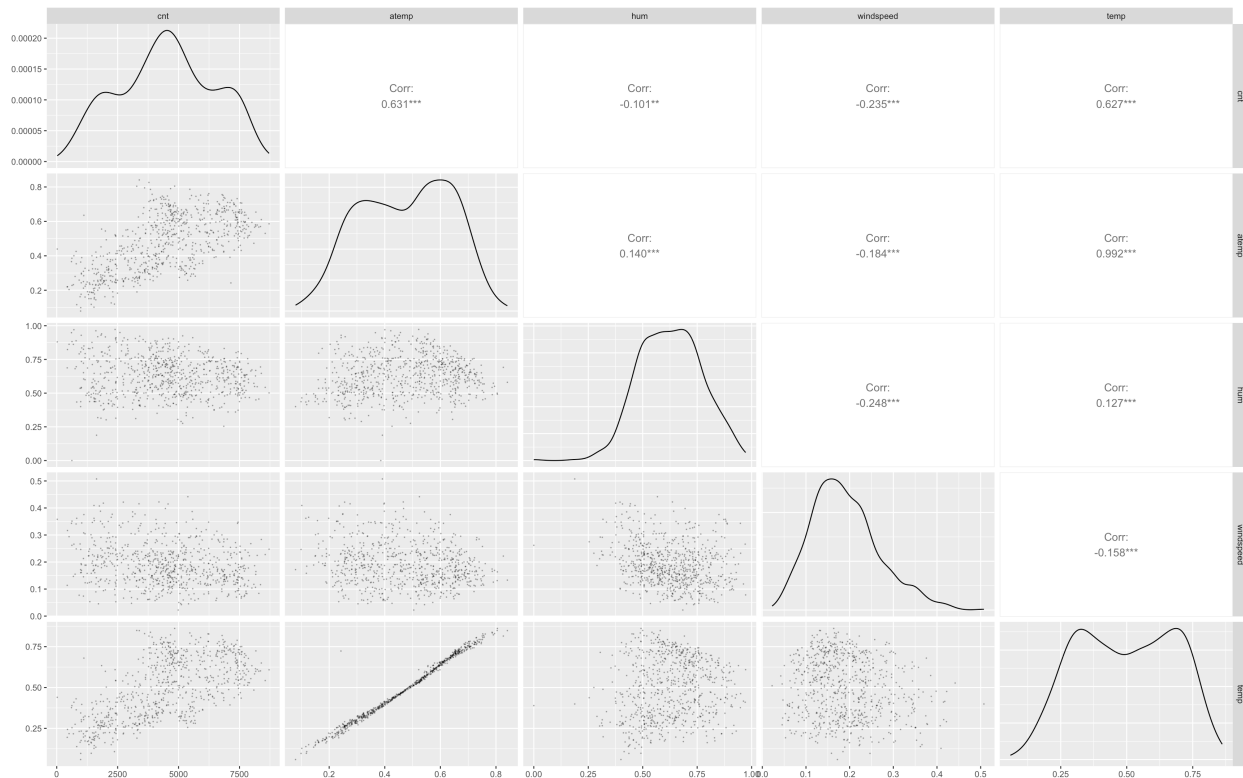 cnt atemp hum windspeed temp
0.00020
0.00015
0.00010
0.00005
0.00000
Corr:
0.631***
Corr:
-0.101**
Corr:
-0.235***
Corr:
0.627***
cnt
0.8
0.6
0.4
0.2
Corr:
0.140***
Corr:
-0.184***
Corr:
0.992***
atemp
1.00
0.75
0.50
0.25
0.00
Corr:
-0.248***
Corr:
0.127***
hum
0.5
0.4
0.3
0.2
0.1
0.0
Corr:
-0.158***
windspeed
0.75
0.50
0.25
temp
0 2500 5000 7500 0.2 0.4 0.6 0.8 0.00 0.25 0.50 0.75 1.00 0.0 0.1 0.2 0.3 0.4 0.5 0.25 0.50 0.75